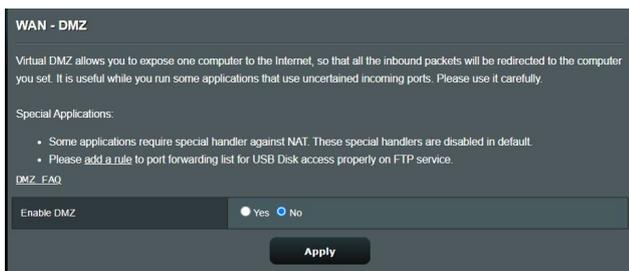 WAN - DMZ
Virtual DMZ allows you to expose one computer to the Internet, so that all the inbound packets will be redirected to the computer
you set. It is useful while you run some applications that use uncertained incoming ports. Please use it carefully.
Special Applications:
• Some applications require special handler against NAT. These special handlers are disabled in default.
• Please add a rule to port forwarding list for USB Disk access properly on FTP service.
DMZ FAQ
Enable DMZ Yes No
Apply